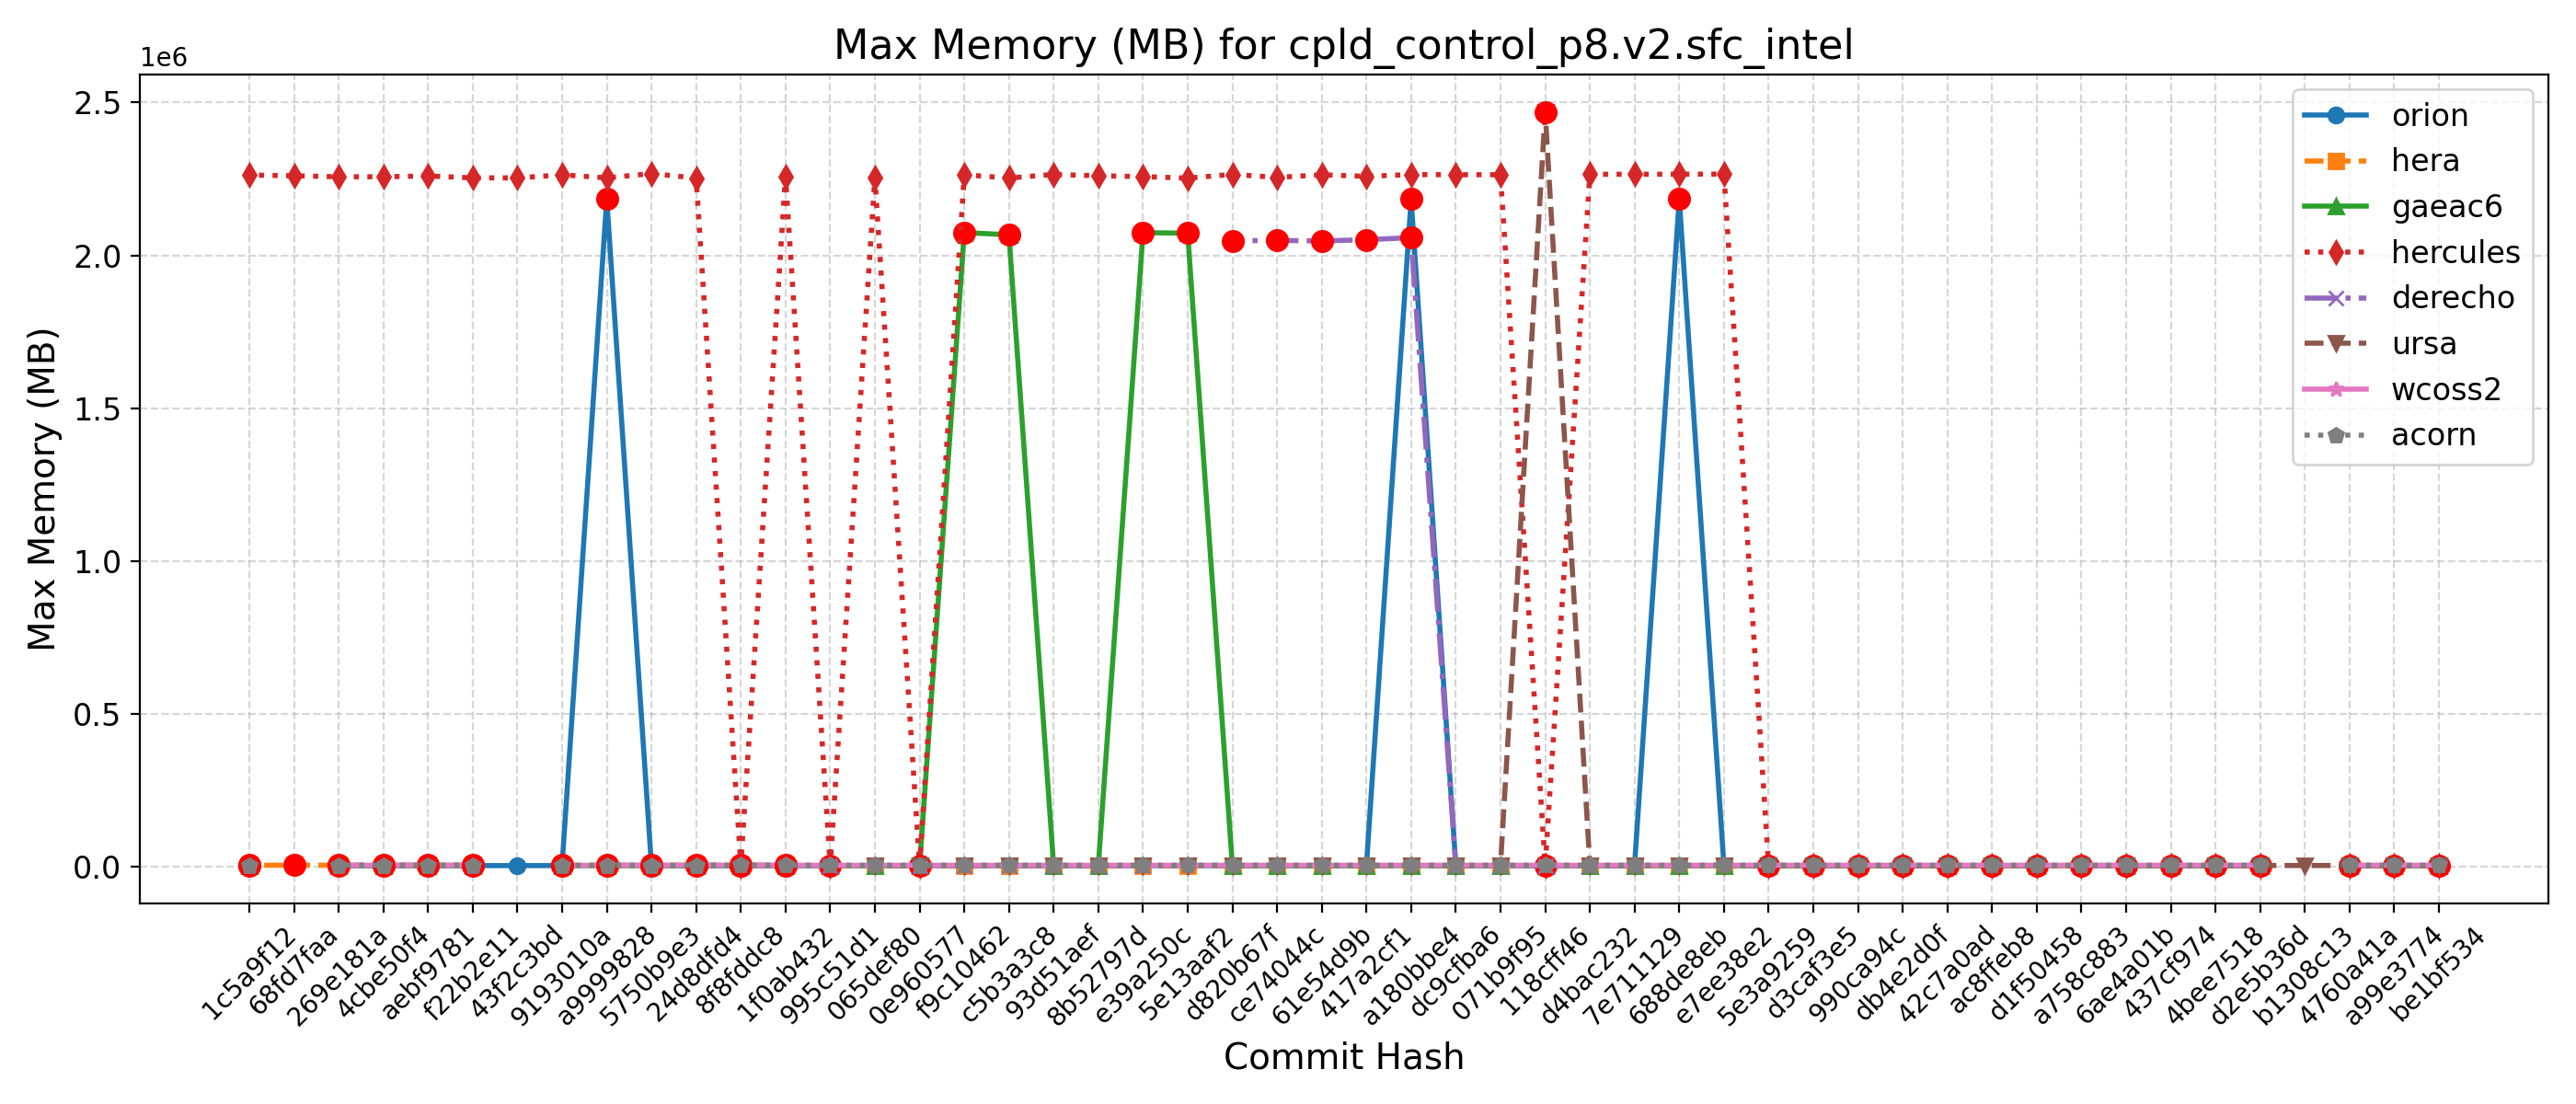 Max Memory (MB) for cpld_control_p8.v2.sfc_intel
1e6
2.5
2.0
1.5
1.0
0.5
0.0
Max Memory (MB)
orion
hera
gaeac6
hercules
derecho
ursa
wcoss2
acorn
1c5a9f12
68fd7faa
269e181a
4cbe50f4
aebf9781
f22b2e11
43f2c3bd
9193010a
a9999828
5750b9e3
24d8dfd4
8f8fddc8
1f0ab432
995c51d1
065def80
0e960577
f9c10462
c5b3a3c8
93d51aef
8b52797d
e39a250c
5e13aaf2
d820b67f
ce74044c
61e54d9b
417a2cf1
a180bbe4
dc9cfba6
071b9f95
118cff46
d4bac232
7e711129
688de8eb
e7ee38e2
5e3a9259
d3caf3e5
990ca94c
db4e2d0f
42c7a0ad
ac8ffeb8
d1f50458
a758c883
6ae4a01b
437cf974
4bee7518
d2e5b36d
b1308c13
4760a41a
a99e3774
be1bf534
Commit Hash